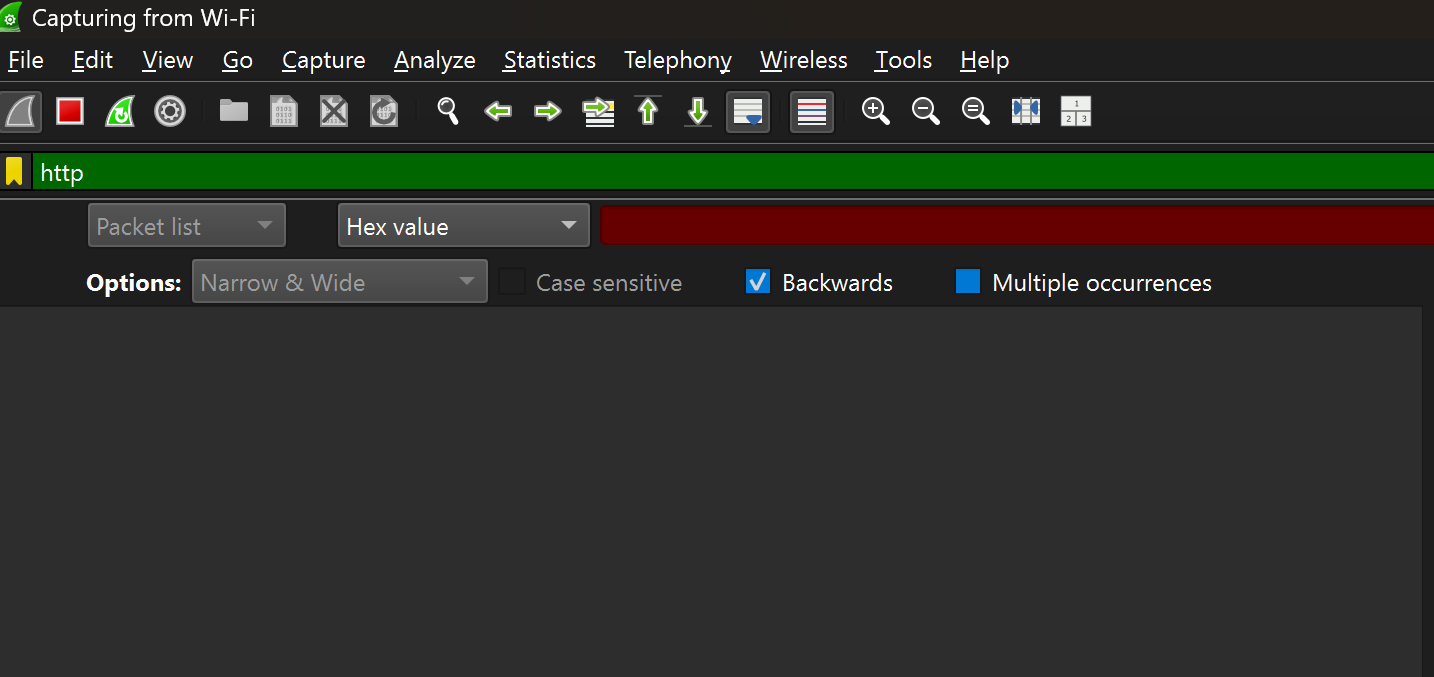 Capturing from Wi-Fi
File Edit View Go Capture Analyze Statistics Telephony Wireless Tools Help
http
Packet list Hex value
Options: Narrow & Wide Case sensitive Backwards Multiple occurrences